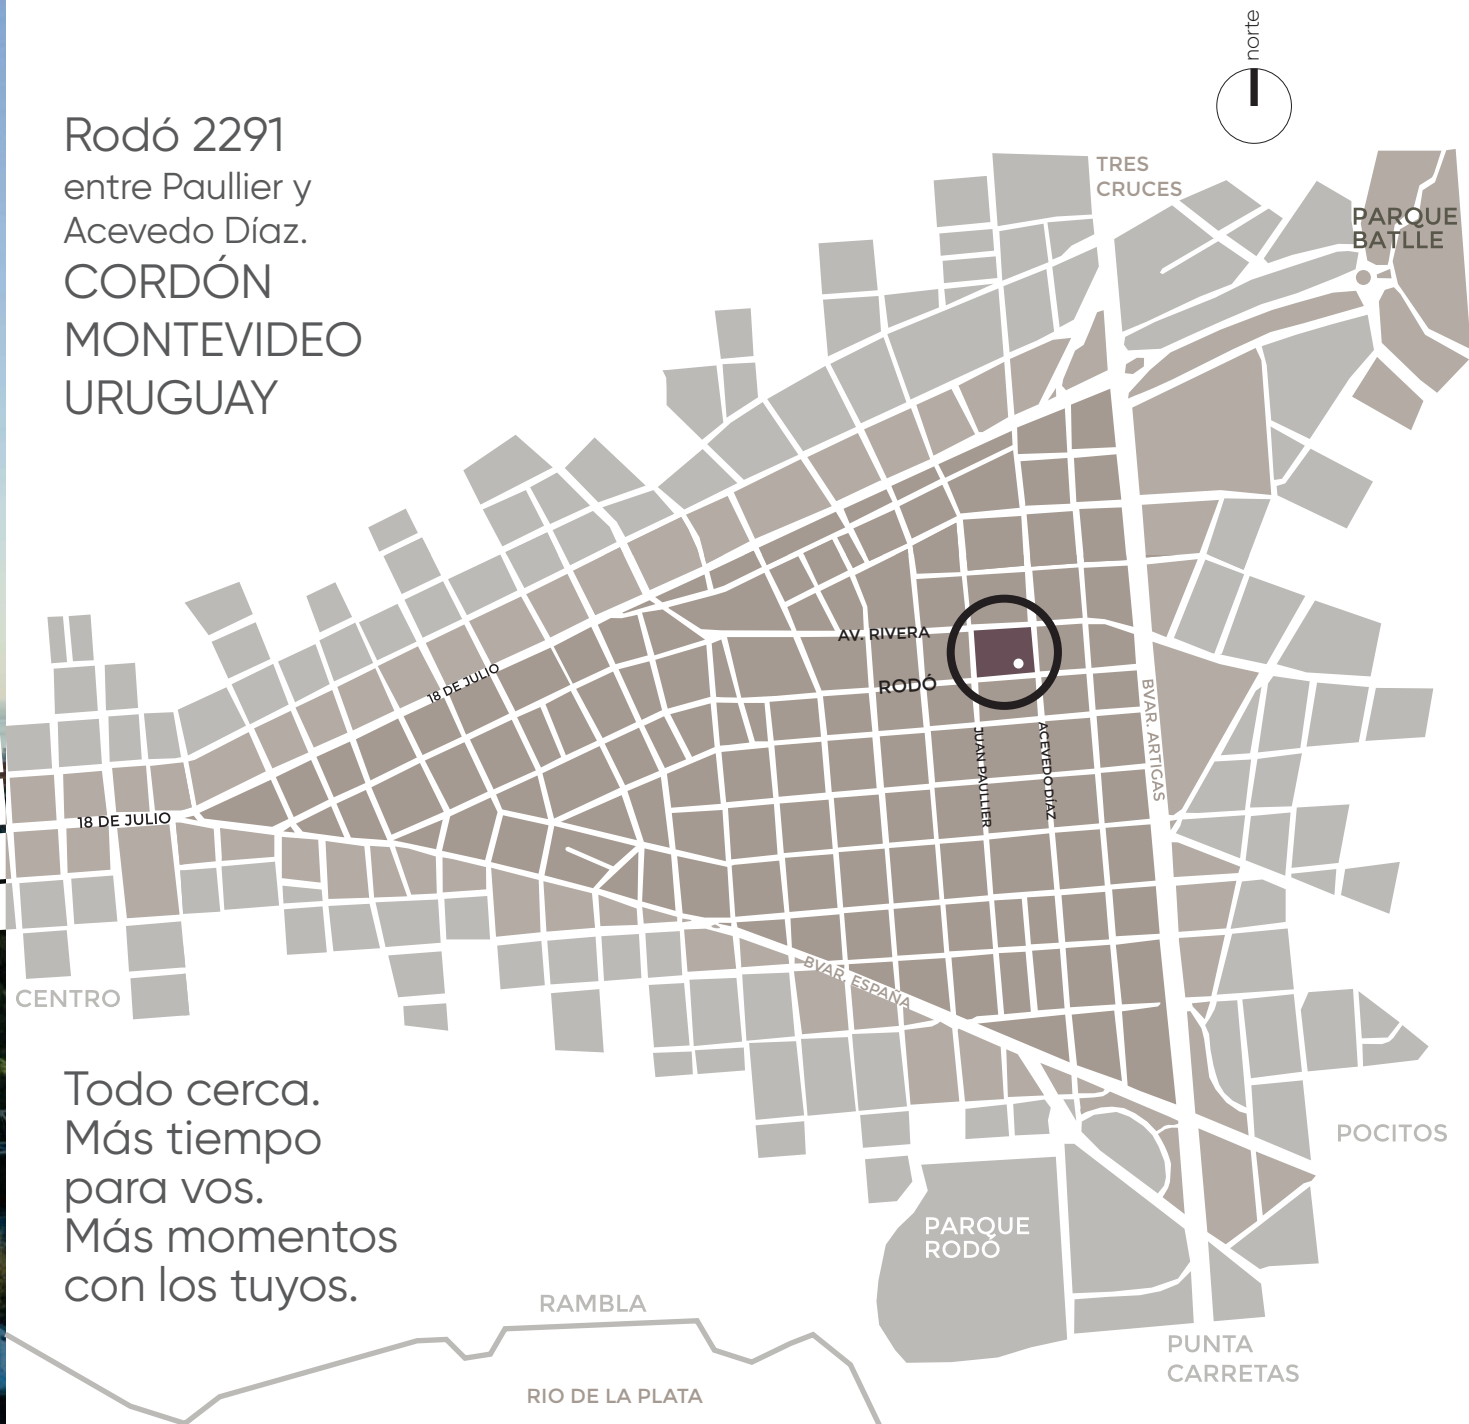 norte
Rodó 2291
entre Paullier y
Acevedo Díaz.
CORDÓN
MONTEVIDEO
URUGUAY
TRES
CRUCES
PARQUE
BATLLE
AV. RIVERA
RODÓ
18 DE JULIO
BVAR. ARTIGAS
JUAN PAULLIER
ACEVEDO DÍAZ
18 DE JULIO
BVAR. ESPAÑA
CENTRO
Todo cerca.
Más tiempo
para vos.
Más momentos
con los tuyos.
POCITOS
PARQUE
RODÓ
RAMBLA
PUNTA
CARRETAS
RIO DE LA PLATA